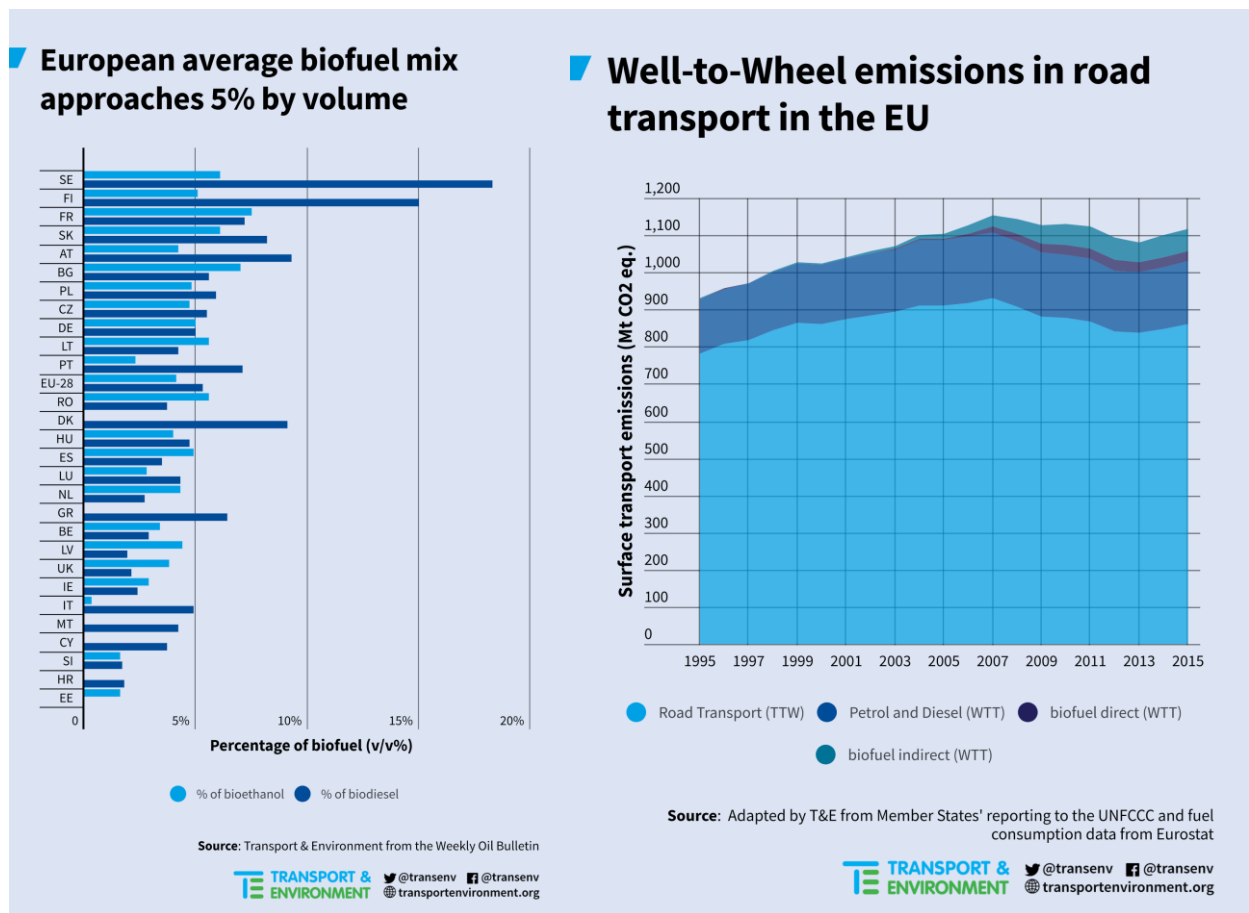 European average biofuel mix
approaches 5% by volume
SE
FI
FR
SK
AT
BG
PL
CZ
DE
LT
PT
EU-28
RO
DK
HU
ES
LU
NL
GR
BE
LV
UK
IE
IT
MT
CY
SI
HR
EE
0 5% 10% 15% 20%
Percentage of biofuel (v/v%)
% of bioethanol % of biodiesel
Source: Transport & Environment from the Weekly Oil Bulletin
TRANSPORT &
ENVIRONMENT
@transenv @transenv
transportenvironment.org
Well-to-Wheel emissions in road
transport in the EU
Surface transport emissions (Mt CO2 eq.)
1,200
1,100
1,000
900
800
700
600
500
400
300
200
100
0
1995 1997 1999 2001 2003 2005 2007 2009 2011 2013 2015
Road Transport (TTW) Petrol and Diesel (WTT) biofuel direct (WTT)
biofuel indirect (WTT)
Source: Adapted by T&E from Member States' reporting to the UNFCCC and fuel
consumption data from Eurostat
TRANSPORT &
ENVIRONMENT
@transenv @transenv
transportenvironment.org